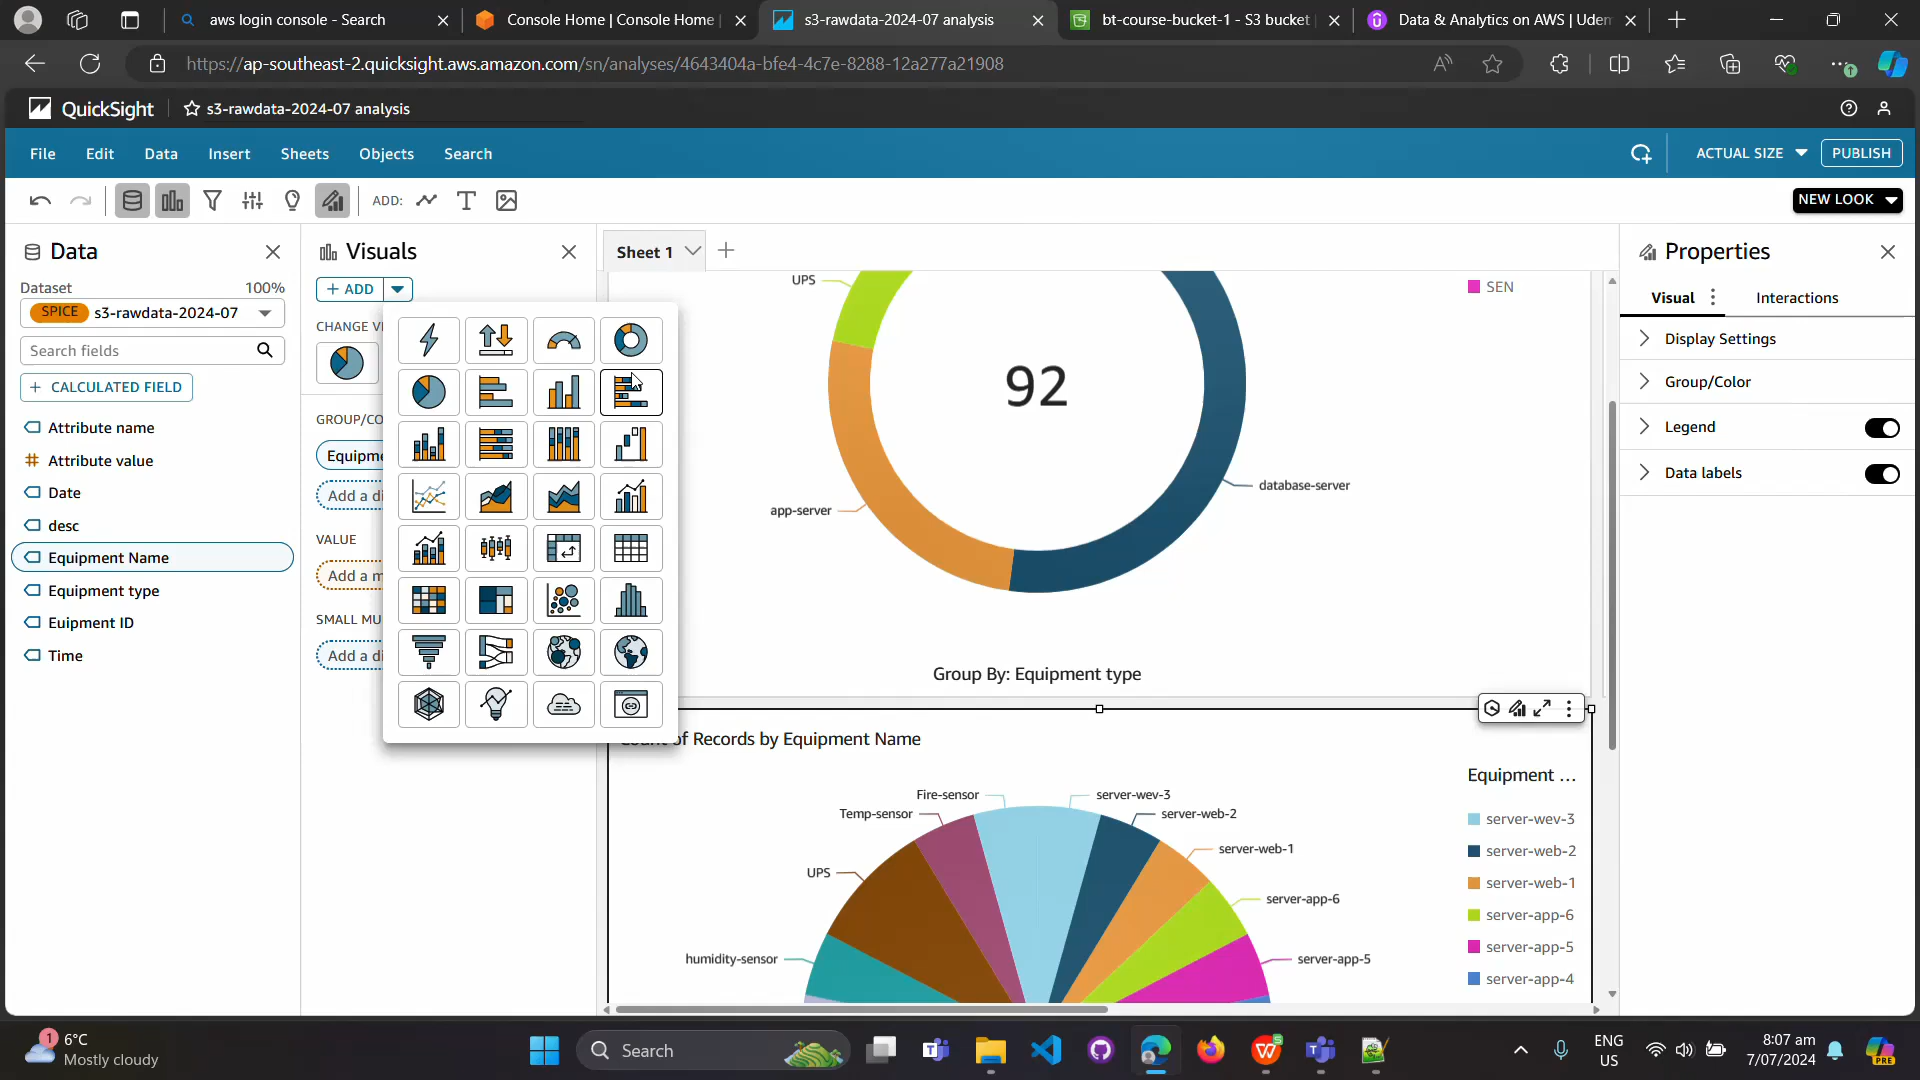 aws login console - Search
Console Home | Console Home |
s3-rawdata-2024-07 analysis
bt-course-bucket-1 - S3 bucket
Data & Analytics on AWS | Udem
https://ap-southeast-2.quicksight.aws.amazon.com/sn/analyses/4643404a-bfe4-4c7e-8288-12a277a21908
QuickSight
s3-rawdata-2024-07 analysis
File
Edit
Data
Insert
Sheets
Objects
Search
ACTUAL SIZE
PUBLISH
ADD:
NEW LOOK
Data
Dataset
100%
SPICE s3-rawdata-2024-07
Search fields
+ CALCULATED FIELD
Attribute name
# Attribute value
Date
desc
Equipment Name
Equipment type
Euipment ID
Time
Visuals
+ ADD
CHANGE VI
GROUP/CO
Equipme
Add a di
VALUE
Add a m
SMALL MU
Add a di
Sheet 1
UPS
SEN
92
database-server
app-server
Group By: Equipment type
Count of Records by Equipment Name
Fire-sensor
server-wev-3
Temp-sensor
server-web-2
server-web-1
UPS
server-app-6
humidity-sensor
server-app-5
Equipment ...
server-wev-3
server-web-2
server-web-1
server-app-6
server-app-5
server-app-4
Properties
Visual
Interactions
Display Settings
Group/Color
Legend
Data labels
1
6°C
Mostly cloudy
Search
ENG
US
8:07 am
7/07/2024
PRE